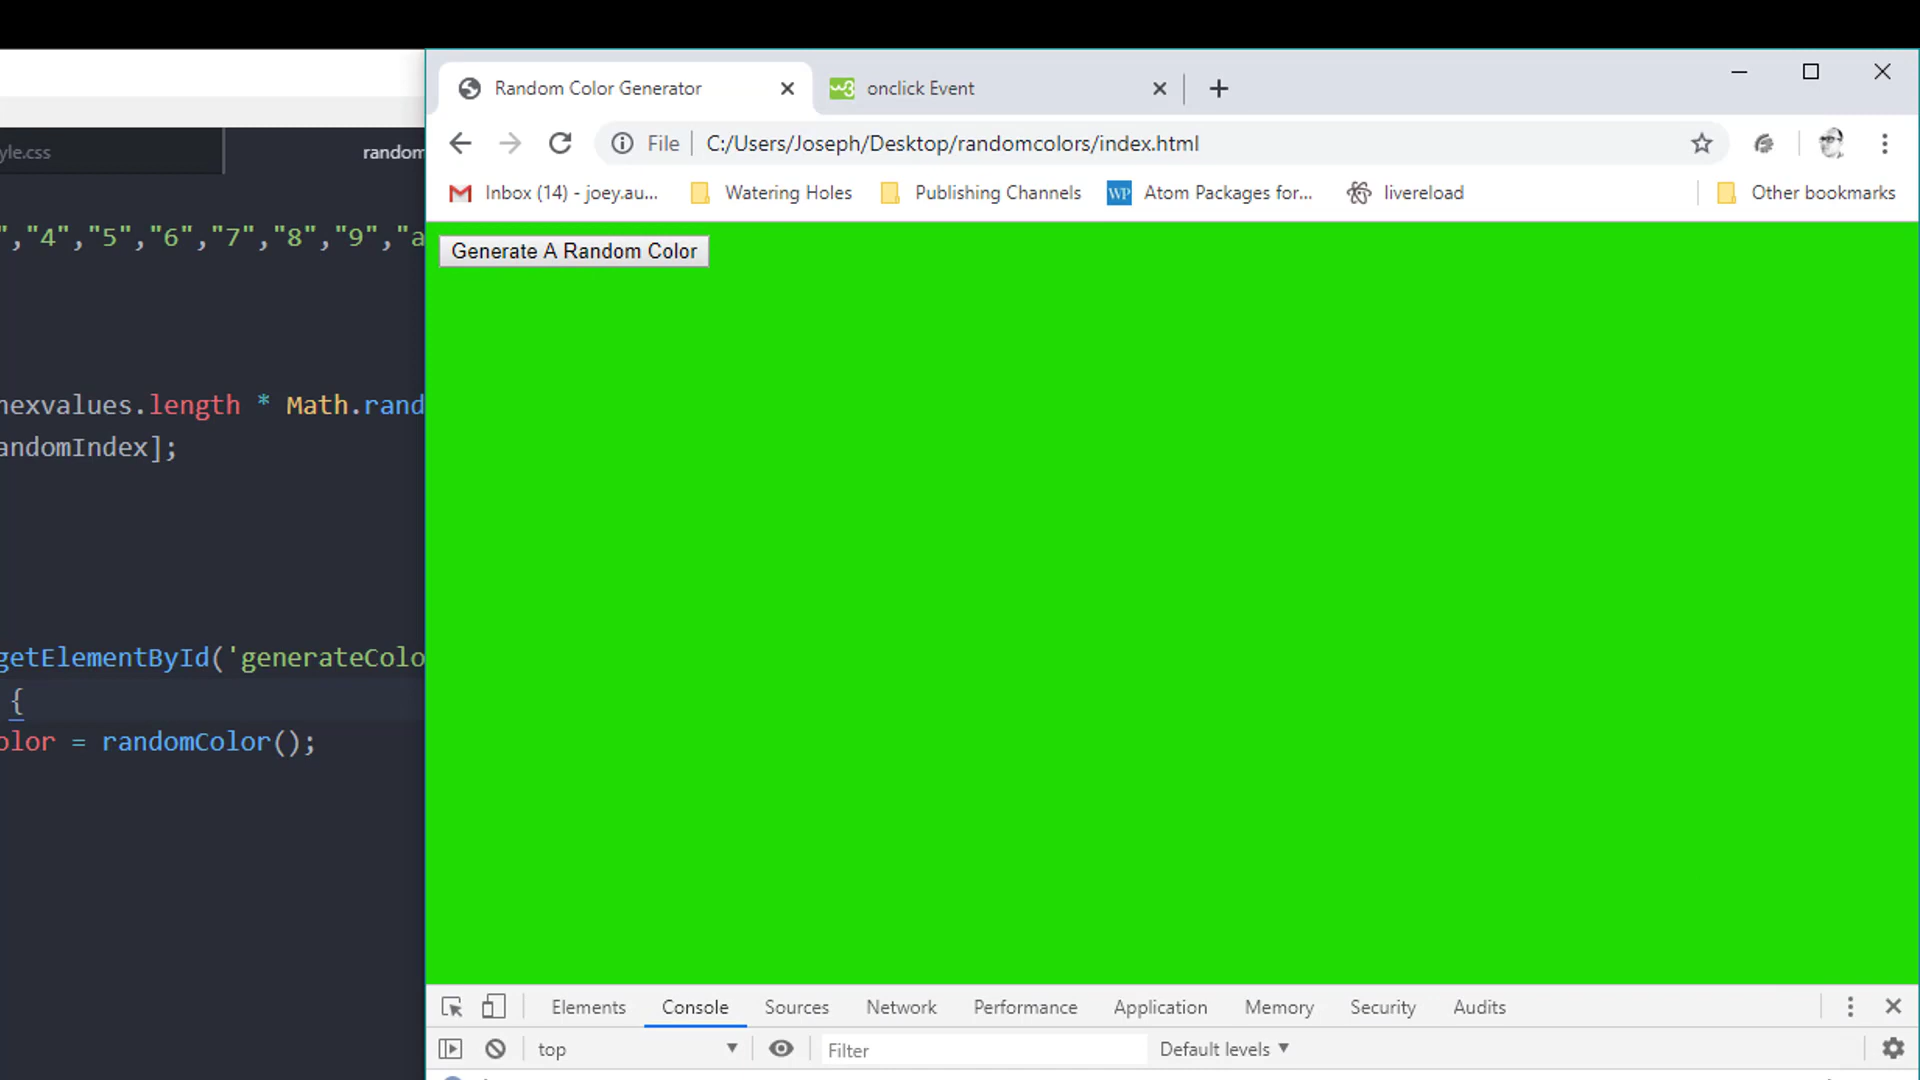 Random Color Generator
onclick Event
File
C:/Users/Joseph/Desktop/randomcolors/index.html
Inbox (14) - joey.au...
Watering Holes
Publishing Channels
WP
Atom Packages for...
livereload
Other bookmarks
yle.css
random
","4","5","6","7","8","9","a
hexvalues.length * Math.rand
andomIndex];
getElementById('generateColo
{
olor = randomColor();
Generate A Random Color
Elements
Console
Sources
Network
Performance
Application
Memory
Security
Audits
top
Filter
Default levels